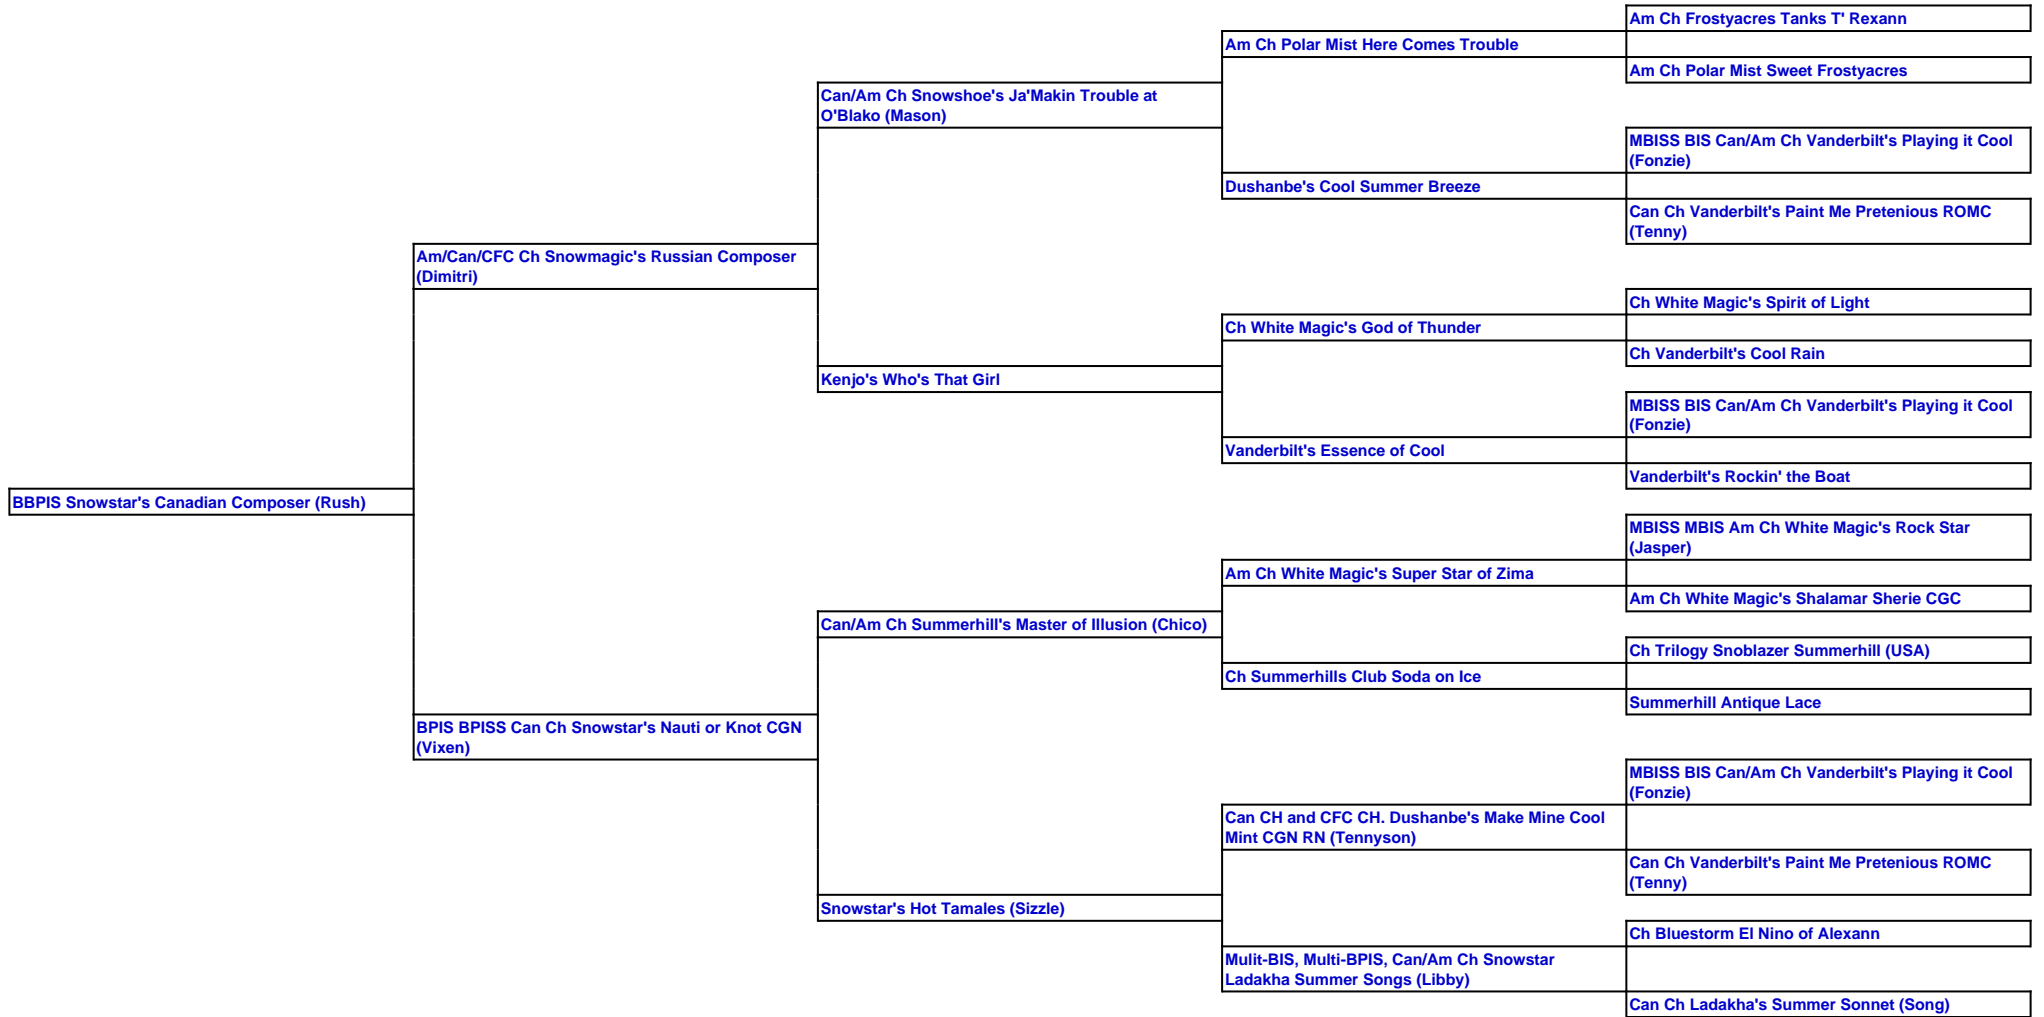 Am Ch Frostyacres Tanks T' Rexann
Am Ch Polar Mist Here Comes Trouble
Am Ch Polar Mist Sweet Frostyacres
Can/Am Ch Snowshoe's Ja'Makin Trouble at
O'Blako (Mason)
MBISS BIS Can/Am Ch Vanderbilt's Playing it Cool
(Fonzie)
Dushanbe's Cool Summer Breeze
Can Ch Vanderbilt's Paint Me Pretenious ROMC
(Tenny)
Am/Can/CFC Ch Snowmagic's Russian Composer
(Dimitri)
Ch White Magic's Spirit of Light
Ch White Magic's God of Thunder
Ch Vanderbilt's Cool Rain
Kenjo's Who's That Girl
MBISS BIS Can/Am Ch Vanderbilt's Playing it Cool
(Fonzie)
Vanderbilt's Essence of Cool
Vanderbilt's Rockin' the Boat
BBPIS Snowstar's Canadian Composer (Rush)
MBISS MBIS Am Ch White Magic's Rock Star
(Jasper)
Am Ch White Magic's Super Star of Zima
Am Ch White Magic's Shalamar Sherie CGC
Can/Am Ch Summerhill's Master of Illusion (Chico)
Ch Trilogy Snoblazer Summerhill (USA)
Ch Summerhills Club Soda on Ice
Summerhill Antique Lace
BPIS BPISS Can Ch Snowstar's Nauti or Knot CGN
(Vixen)
MBISS BIS Can/Am Ch Vanderbilt's Playing it Cool
(Fonzie)
Can CH and CFC CH. Dushanbe's Make Mine Cool
Mint CGN RN (Tennyson)
Can Ch Vanderbilt's Paint Me Pretenious ROMC
(Tenny)
Snowstar's Hot Tamales (Sizzle)
Ch Bluestorm El Nino of Alexann
Mulit-BIS, Multi-BPIS, Can/Am Ch Snowstar
Ladakha Summer Songs (Libby)
Can Ch Ladakha's Summer Sonnet (Song)